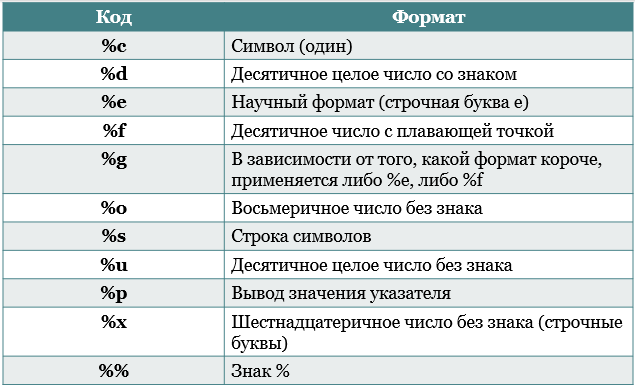 Код Формат
%c Символ (один)
%d Десятичное целое число со знаком
%e Научный формат (строчная буква е)
%f Десятичное число с плавающей точкой
%g В зависимости от того, какой формат короче,
применяется либо %e, либо %f
%o Восьмеричное число без знака
%s Строка символов
%u Десятичное целое число без знака
%p Вывод значения указателя
%x Шестнадцатеричное число без знака (строчные
буквы)
%% Знак %